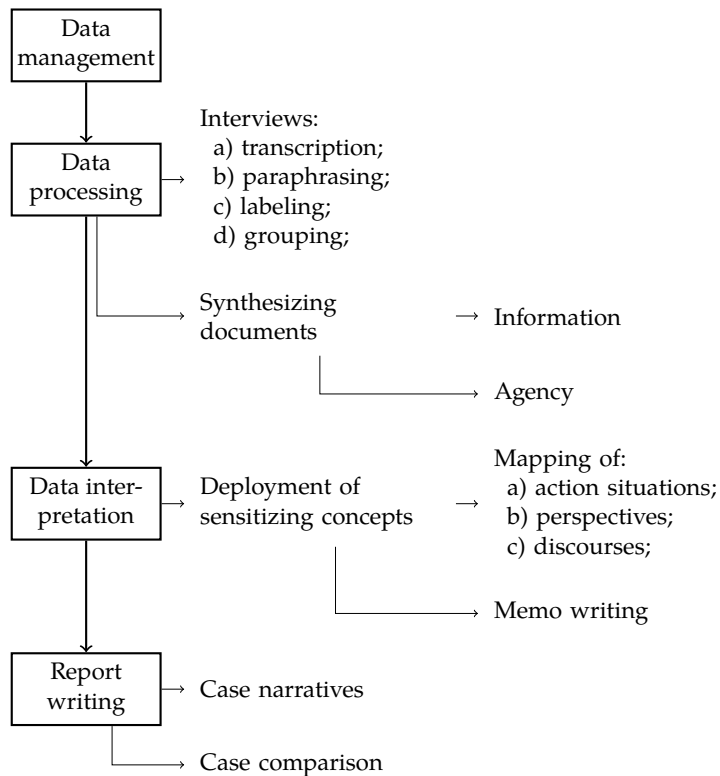 Data
management
Data
processing
Interviews:
a) transcription;
b) paraphrasing;
c) labeling;
d) grouping;
Synthesizing
documents
Information
Agency
Data inter-
pretation
Deployment of
sensitizing concepts
Mapping of:
a) action situations;
b) perspectives;
c) discourses;
Memo writing
Report
writing
Case narratives
Case comparison